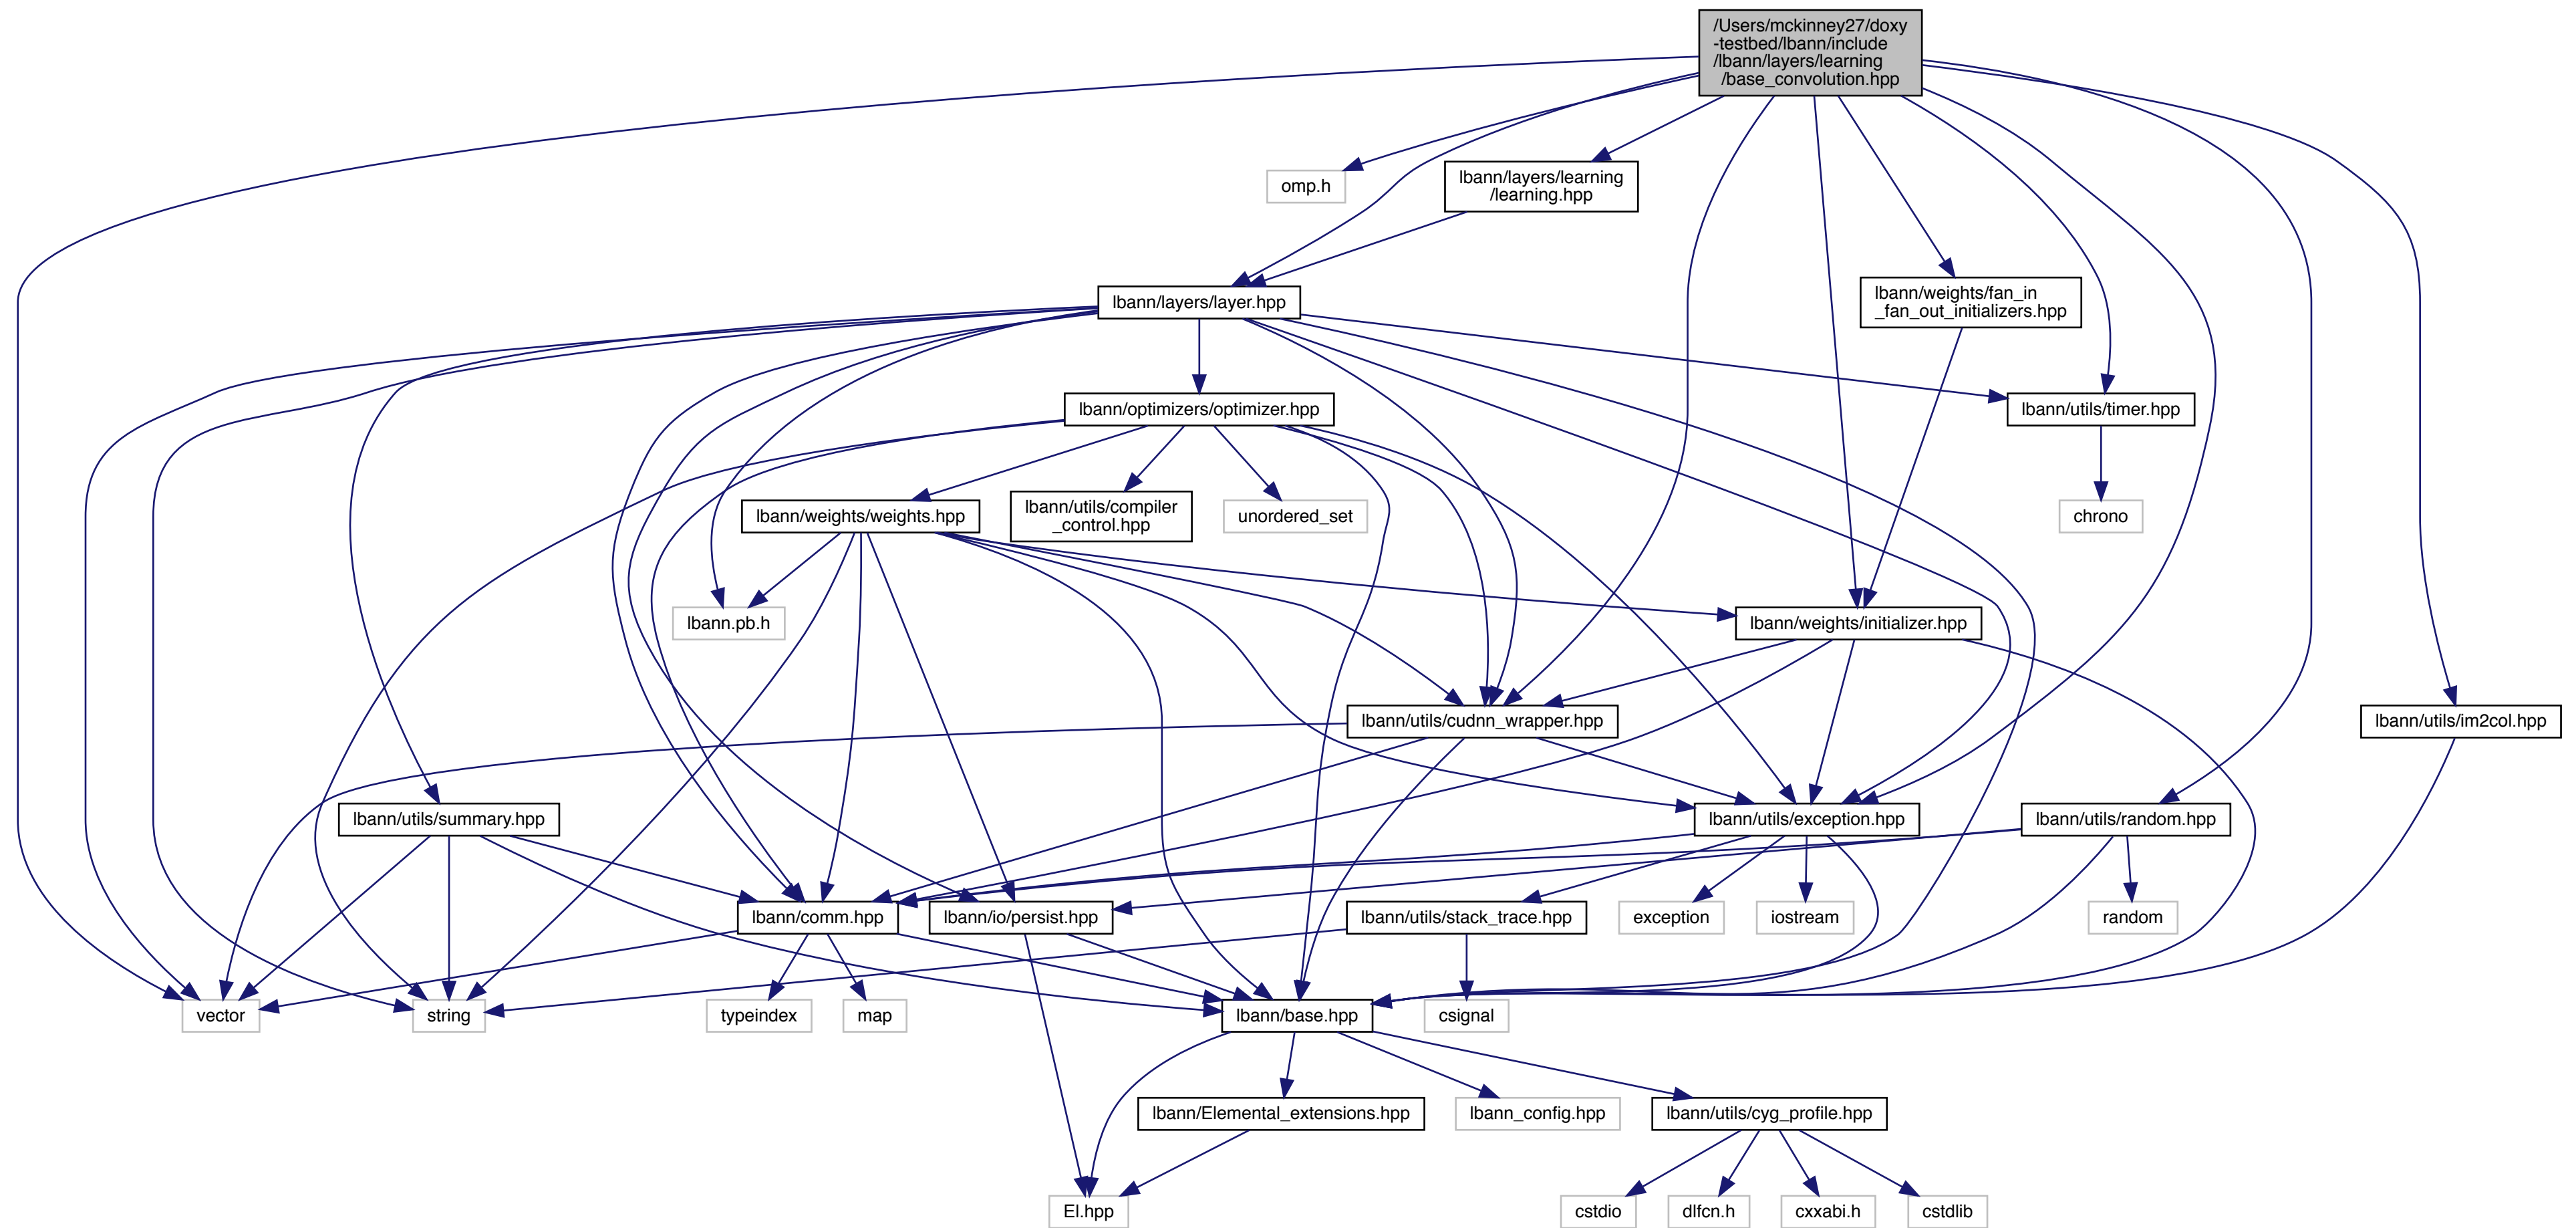 /Users/mckinney27/doxy
-testbed/lbann/include
/lbann/layers/learning
/base_convolution.hpp
omp.h
lbann/layers/learning
/learning.hpp
lbann/layers/layer.hpp
lbann/weights/fan_in
_fan_out_initializers.hpp
lbann/optimizers/optimizer.hpp
lbann/utils/timer.hpp
lbann/weights/weights.hpp
lbann/utils/compiler
_control.hpp
unordered_set
chrono
lbann.pb.h
lbann/weights/initializer.hpp
lbann/utils/cudnn_wrapper.hpp
lbann/utils/im2col.hpp
lbann/utils/summary.hpp
lbann/utils/exception.hpp
lbann/utils/random.hpp
lbann/comm.hpp
lbann/io/persist.hpp
lbann/utils/stack_trace.hpp
exception
iostream
random
vector
string
typeindex
map
lbann/base.hpp
csignal
lbann/Elemental_extensions.hpp
lbann_config.hpp
lbann/utils/cyg_profile.hpp
El.hpp
cstdio
dlfcn.h
cxxabi.h
cstdlib